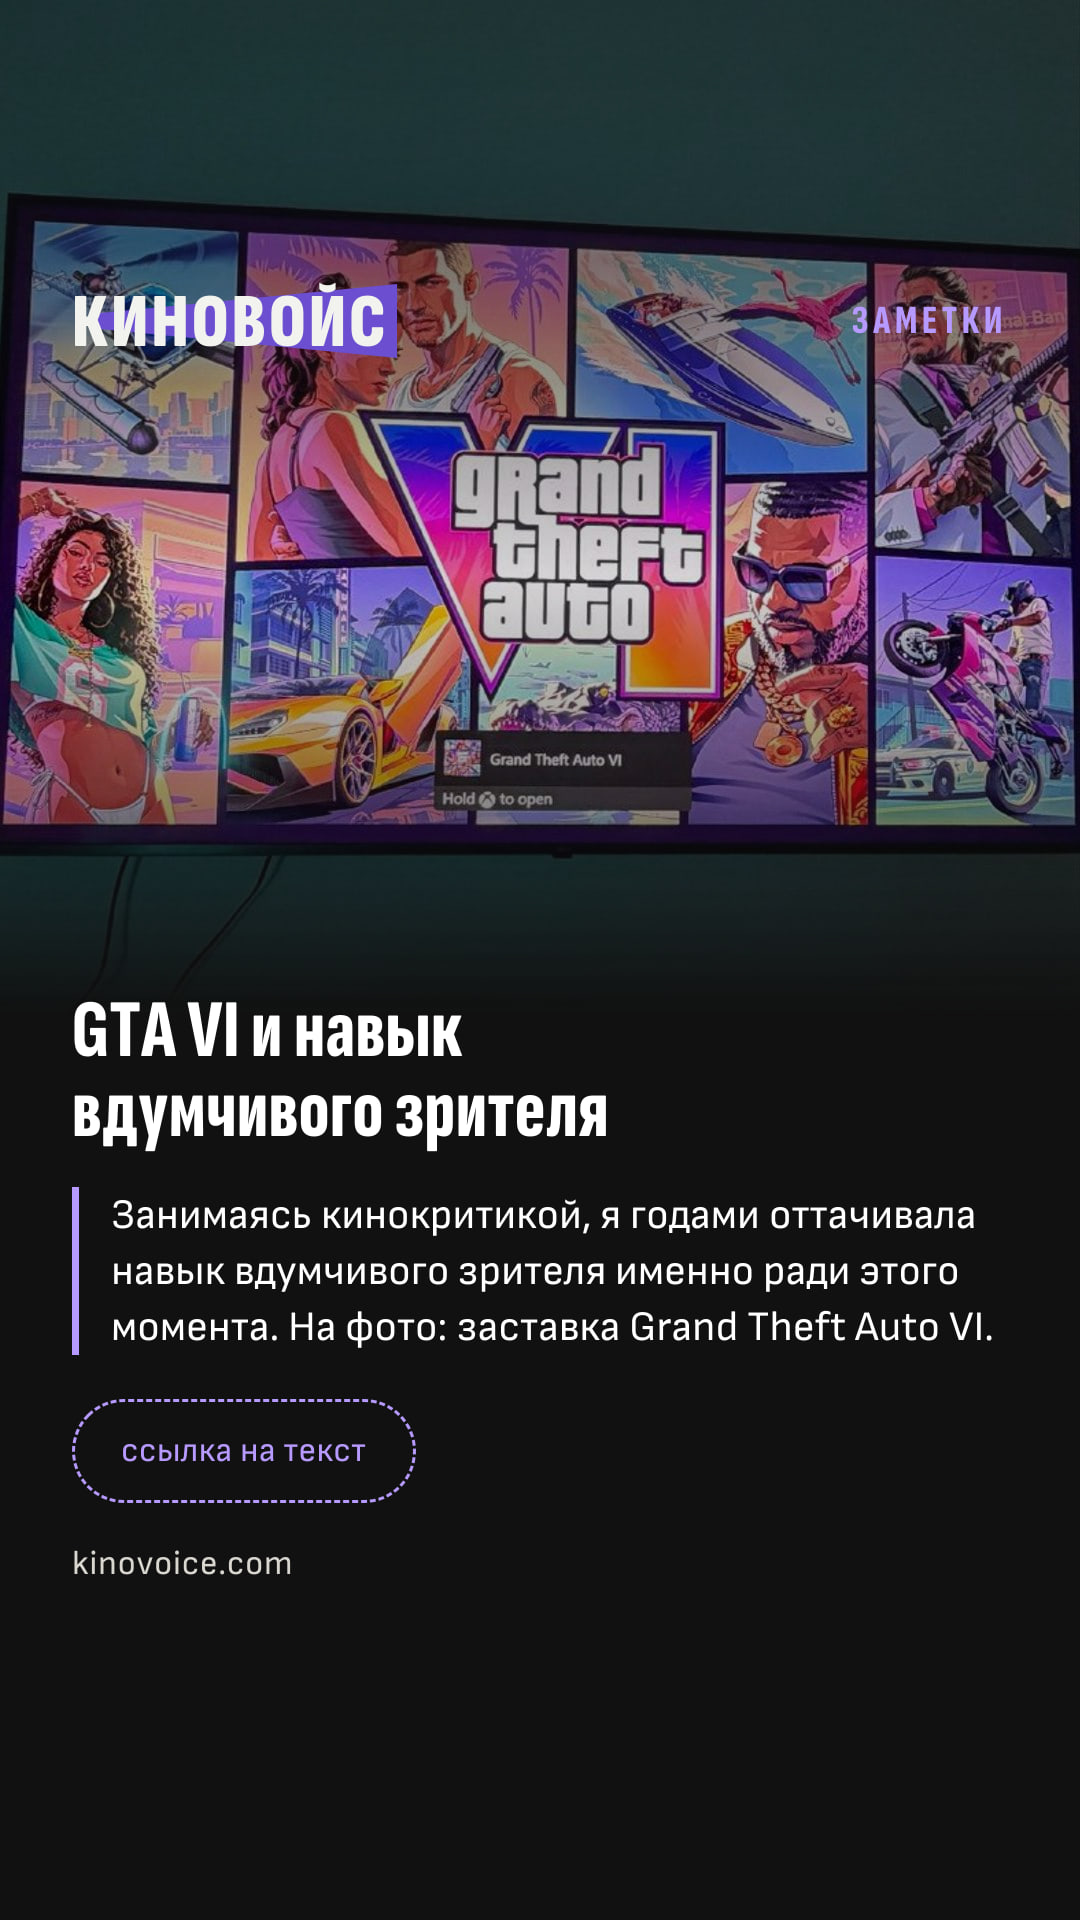 КИНОВОЙС
ЗАМЕТКИ
grand
theft
auto
VI
Grand Theft Auto VI
Hold to open
GTA VI и навык
вдумчивого зрителя
Занимаясь кинокритикой, я годами оттачивала
навык вдумчивого зрителя именно ради этого
момента. На фото: заставка Grand Theft Auto VI.
ссылка на текст
kinovoice.com